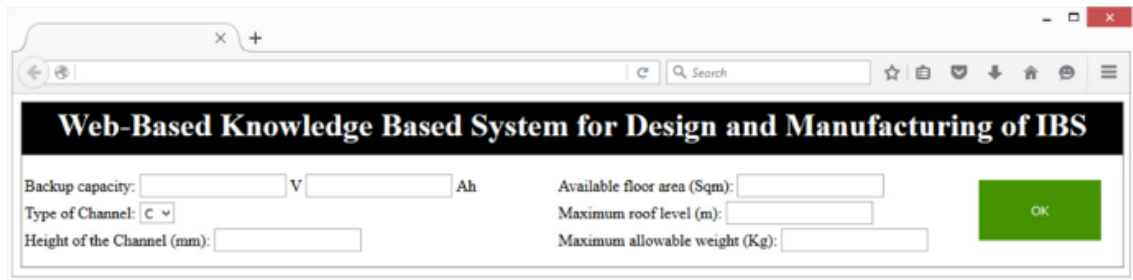 Search
Web-Based Knowledge Based System for Design and Manufacturing of IBS
Backup capacity: V Ah
Type of Channel: C
Height of the Channel (mm):
Available floor area (Sqm):
Maximum roof level (m):
Maximum allowable weight (Kg):
OK